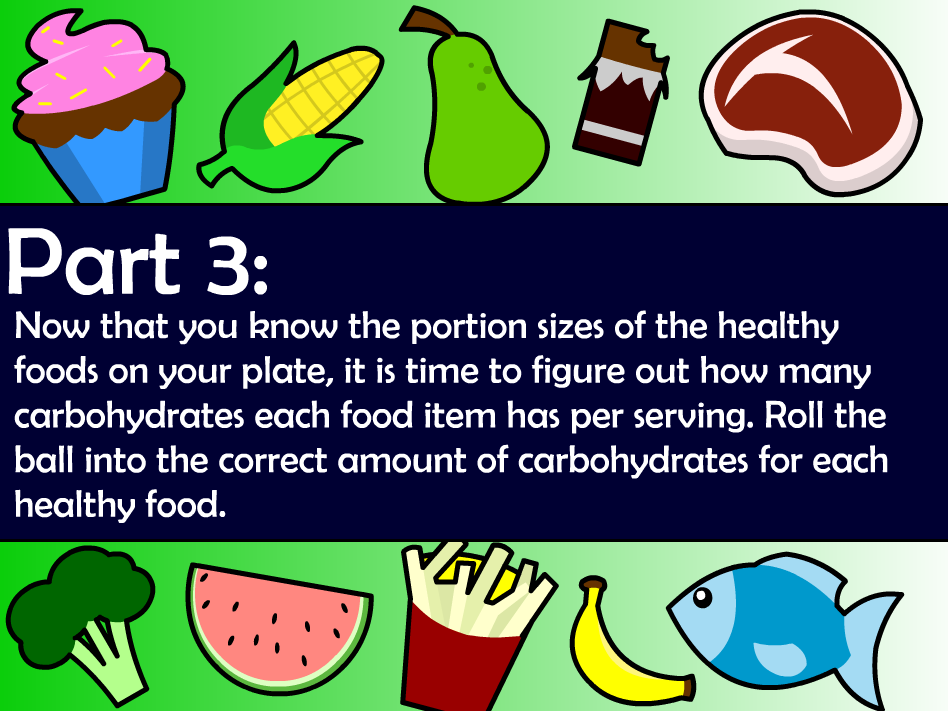 Part 3:
Now that you know the portion sizes of the healthy
foods on your plate, it is time to figure out how many
carbohydrates each food item has per serving. Roll the
ball into the correct amount of carbohydrates for each
healthy food.